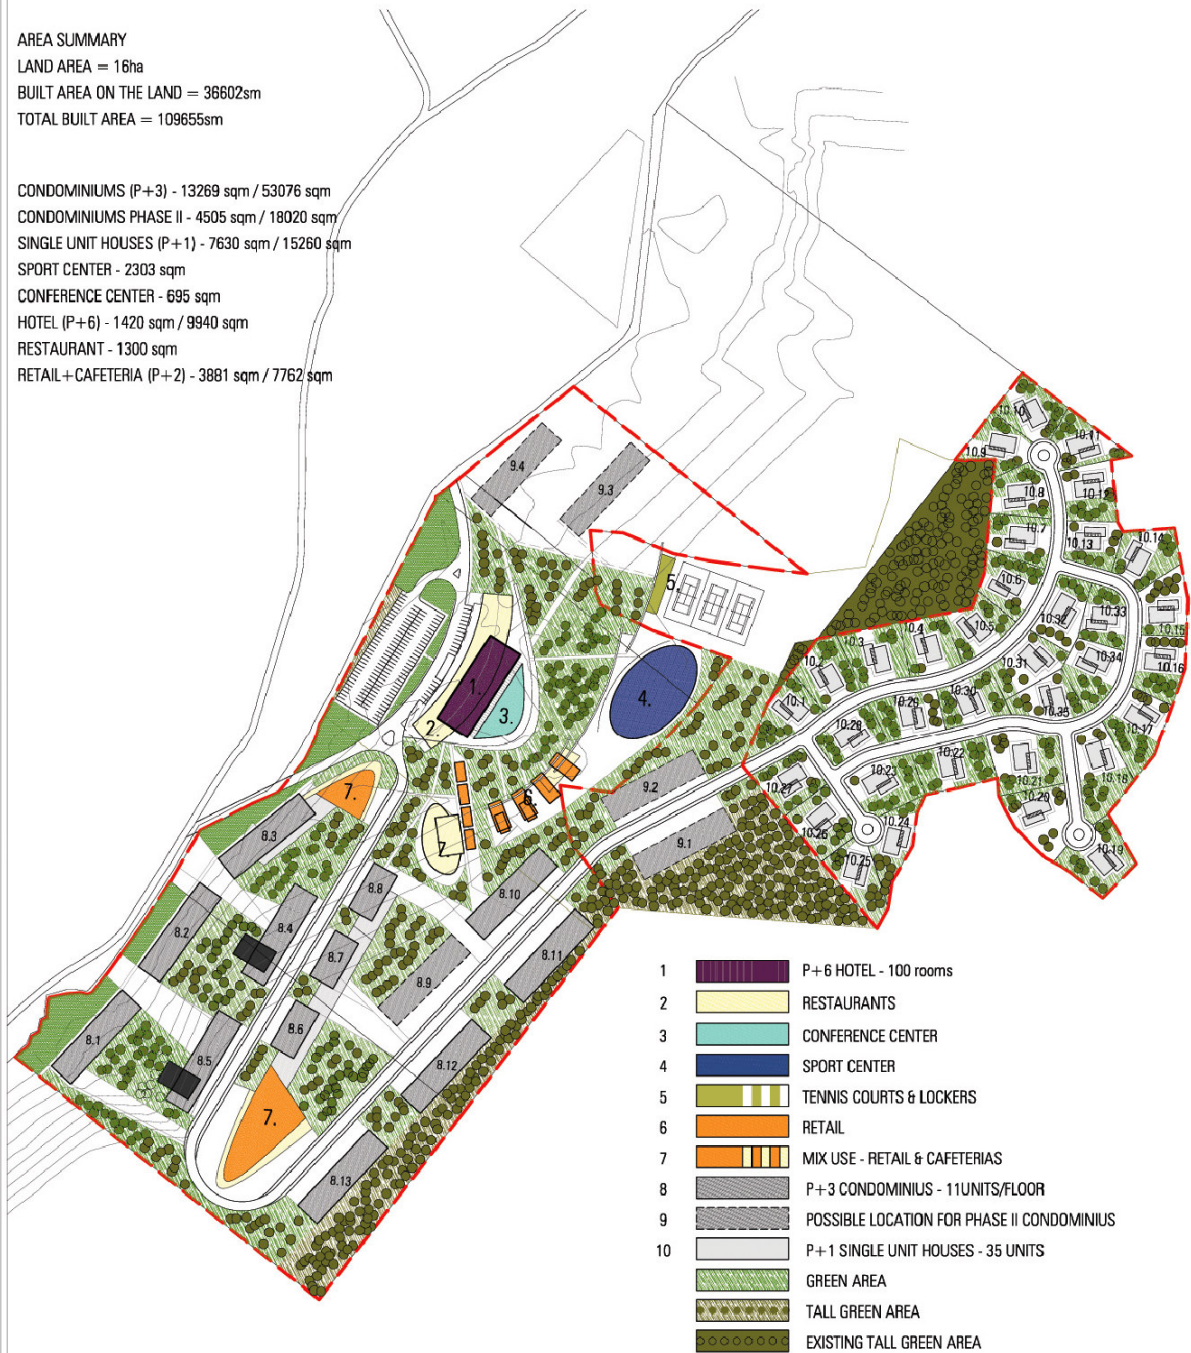 AREA SUMMARY
LAND AREA = 16ha
BUILT AREA ON THE LAND = 36602sm
TOTAL BUILT AREA = 109655sm
CONDOMINIUMS (P+3) - 13269 sqm / 53076 sqm
CONDOMINIUMS PHASE II - 4505 sqm / 18020 sqm
SINGLE UNIT HOUSES (P+1) - 7630 sqm / 15260 sqm
SPORT CENTER - 2303 sqm
CONFERENCE CENTER - 695 sqm
HOTEL (P+6) - 1420 sqm / 9940 sqm
RESTAURANT - 1300 sqm
RETAIL+CAFETERIA (P+2) - 3881 sqm / 7762 sqm
10.10
10.11
10.9
9.4
9.3
10.8
10.12
10.7
10.13
10.14
5.
10.6
10.32
10.33
10.15
10.5
10.4
10.3
10.31
10.34
10.16
10.2
1.
4.
10.30
10.35
10.1
10.29
3.
2.
10.28
10.17
10.22
10.21
10.18
10.23
10.27
9.2
7.
6.
10.20
10.26
10.24
8.3
9.1
10.19
10.25
8.8
8.10
8.2
8.4
8.7
8.11
8.9
8.6
8.1
8.5
8.12
7.
8.13
1 P+6 HOTEL - 100 rooms
2 RESTAURANTS
3 CONFERENCE CENTER
4 SPORT CENTER
5 TENNIS COURTS & LOCKERS
6 RETAIL
7 MIX USE - RETAIL & CAFETERIAS
8 P+3 CONDOMINIUS - 11UNITS/FLOOR
9 POSSIBLE LOCATION FOR PHASE II CONDOMINIUS
10 P+1 SINGLE UNIT HOUSES - 35 UNITS
GREEN AREA
TALL GREEN AREA
EXISTING TALL GREEN AREA